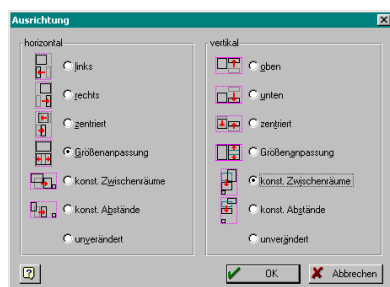 Ausrichtung
horizontal
links
rechts
zentriert
Größenanpassung
konst. Zwischenräume
konst. Abstände
unverändert
vertikal
oben
unten
zentriert
Größenanpassung
konst. Zwischenräume
konst. Abstände
unverändert
OK
Abbrechen